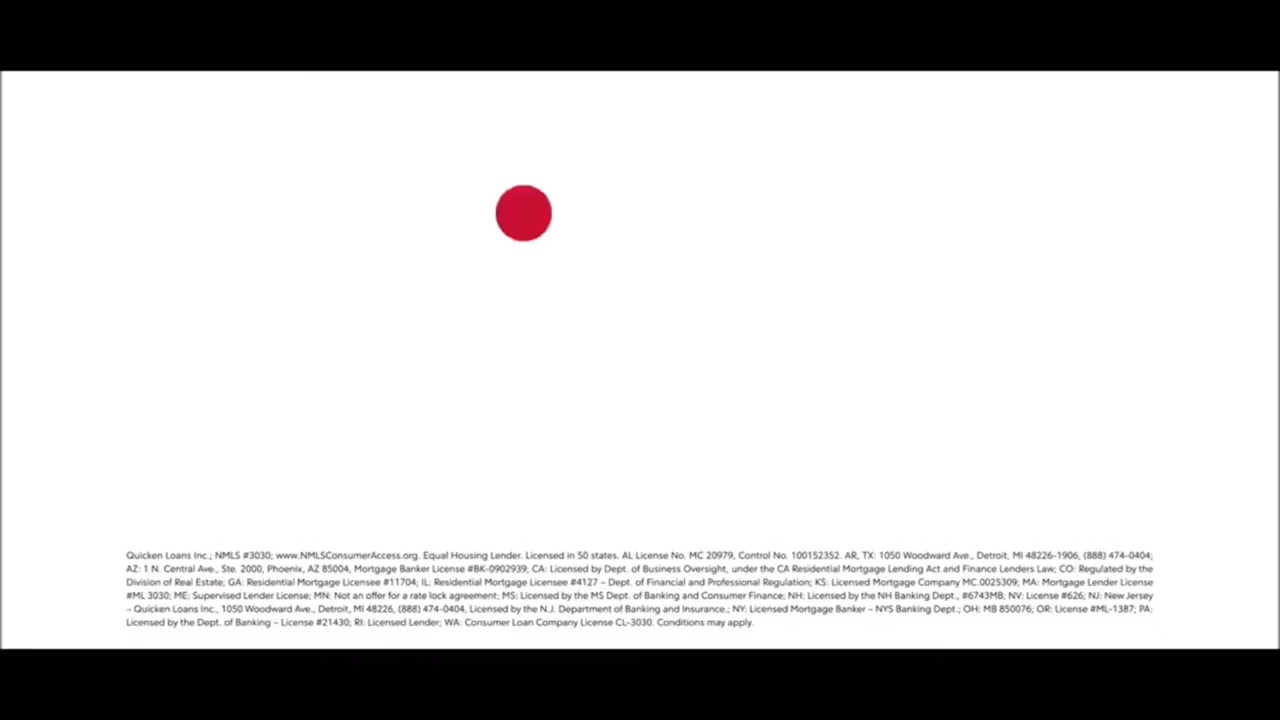 Quicken Loans Inc.; NMLS #3030; www.NMLSConsumerAccess.org. Equal Housing Lender. Licensed in 50 states. AL License No. MC 20979, Control No. 100152352. AR, TX: 1050 Woodward Ave., Detroit, MI 48226-1906, (888) 474-0404;
AZ: 1 N. Central Ave., Ste. 2000, Phoenix, AZ 85004, Mortgage Banker License #BK-0902939; CA: Licensed by Dept. of Business Oversight, under the CA Residential Mortgage Lending Act and Finance Lenders Law; CO: Regulated by the
Division of Real Estate; GA: Residential Mortgage Licensee #11704; IL: Residential Mortgage Licensee #4127 – Dept. of Financial and Professional Regulation; KS: Licensed Mortgage Company MC.0025309; MA: Mortgage Lender License
#ML 3030; ME: Supervised Lender License; MN: Not an offer for a rate lock agreement; MS: Licensed by the MS Dept. of Banking and Consumer Finance; NH: Licensed by the NH Banking Dept., #6743MB; NV: License #626; NJ: New Jersey
– Quicken Loans Inc., 1050 Woodward Ave., Detroit, MI 48226, (888) 474-0404, Licensed by the N.J. Department of Banking and Insurance.; NY: Licensed Mortgage Banker – NYS Banking Dept.; OH: MB 850076; OR: License #ML-1387; PA:
Licensed by the Dept. of Banking – License #21430; RI: Licensed Lender; WA: Consumer Loan Company License CL-3030. Conditions may apply.